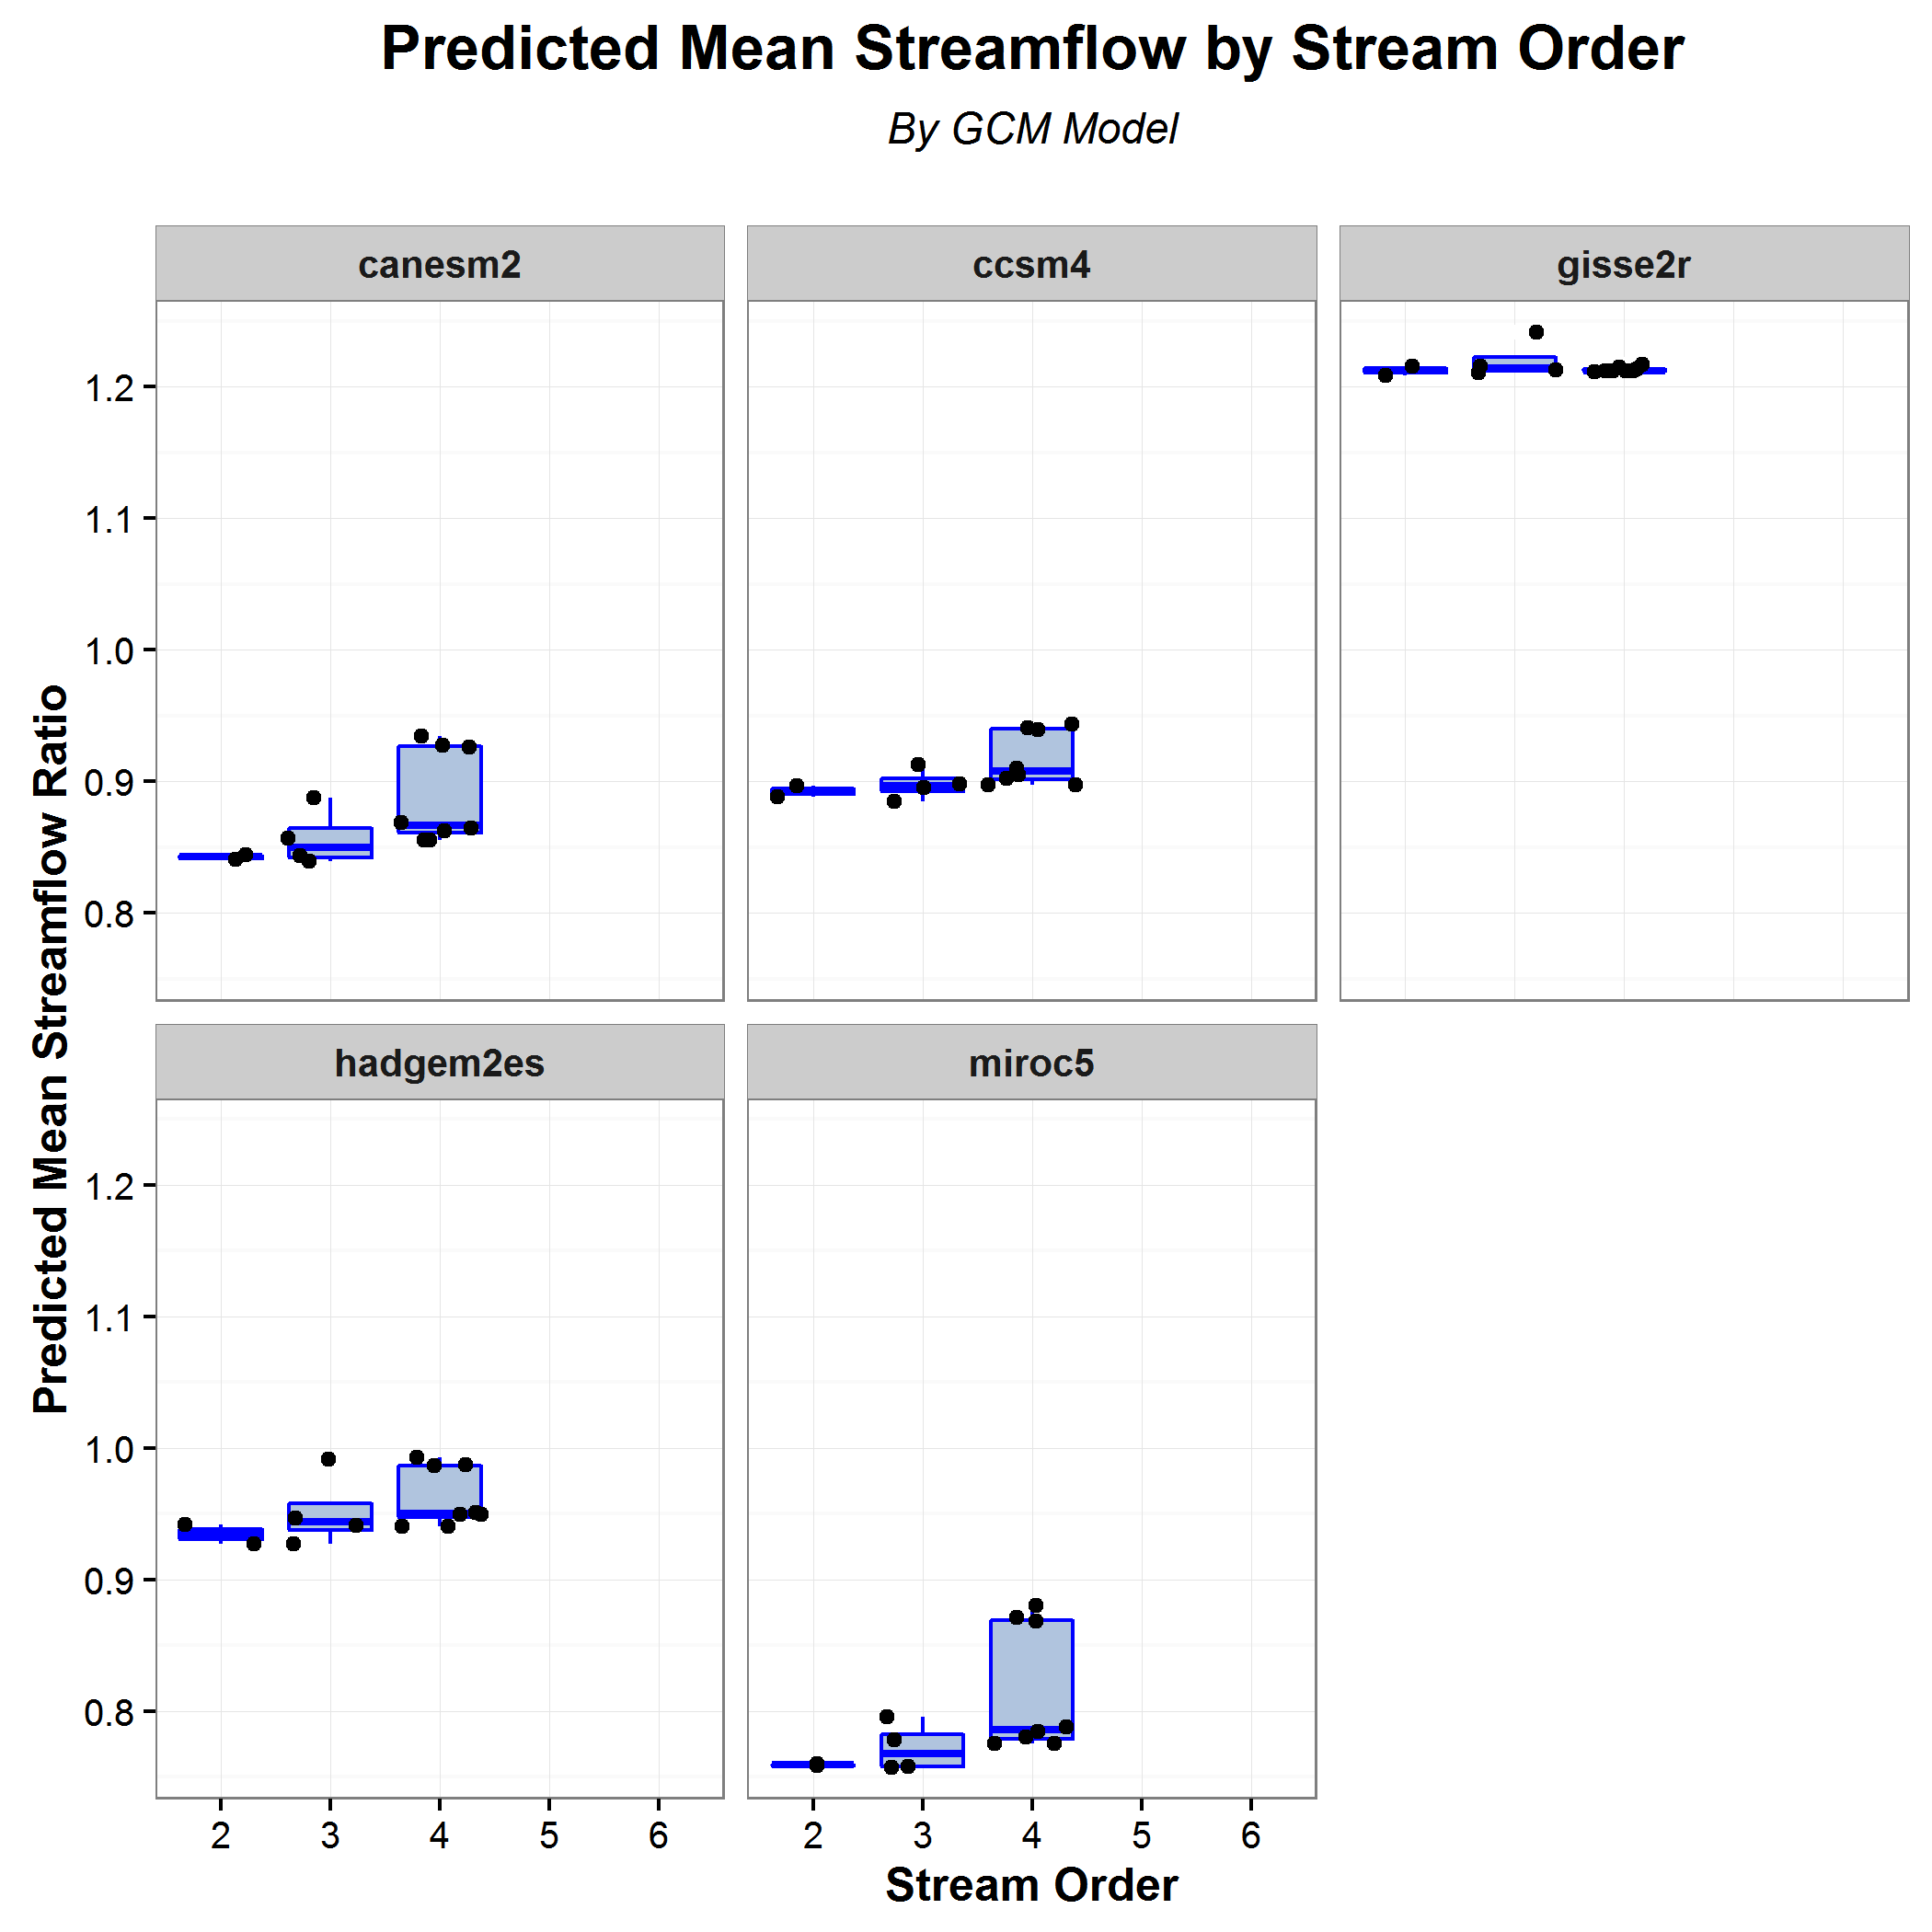 Predicted Mean Streamflow by Stream Order
By GCM Model
canesm2
ccsm4
gisse2r
1.2
1.1
1.0
0.9
0.8
Predicted Mean Streamflow Ratio
hadgem2es
miroc5
1.2
1.1
1.0
0.9
0.8
2 3 4 5 6
2 3 4 5 6
Stream Order